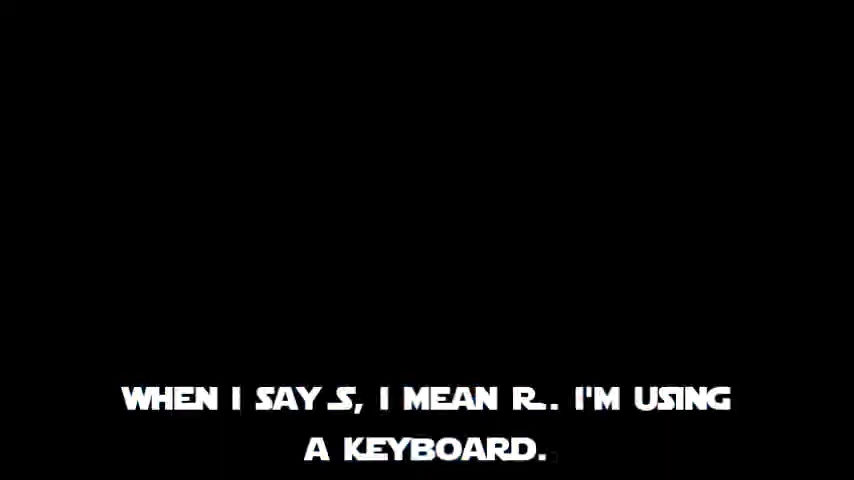 WHEN I SAY S, I MEAN R.. I'M USING
A KEYBOARD.